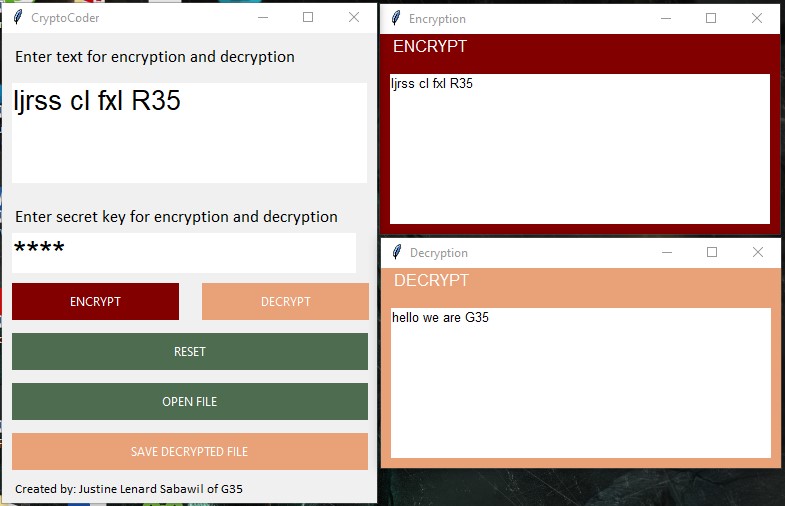 CryptoCoder
Enter text for encryption and decryption
ljrss cl fxl R35
Enter secret key for encryption and decryption
****
ENCRYPT
DECRYPT
RESET
OPEN FILE
SAVE DECRYPTED FILE
Created by: Justine Lenard Sabawil of G35
Encryption
ENCRYPT
ljrss cl fxl R35
Decryption
DECRYPT
hello we are G35